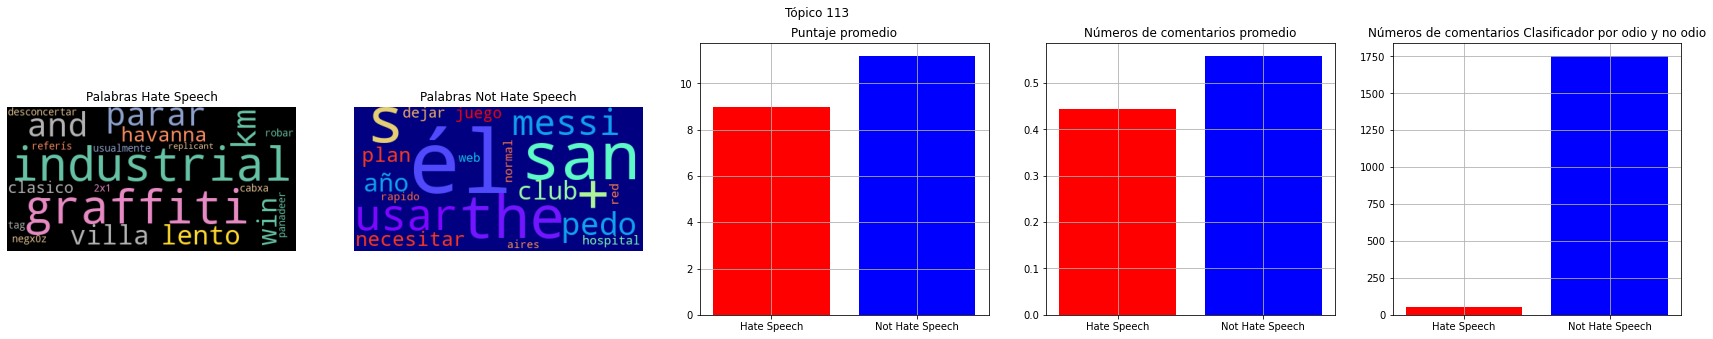 Tópico 113
Palabras Hate Speech
desconcertar
and
parar
havanna
km
robar
referís
usualmente
replicant
industrial
clasico
2x1
cabxa
graffiti
win
panadeer
tag
negx0z
villa
lento
Palabras Not Hate Speech
s
dejar
juego
messi
él
san
plan
web
normal
año
rapido
club
+
red
usar
the
pedo
necesitar
aires
hospital
Puntaje promedio
10
8
6
4
2
0
Hate Speech
Not Hate Speech
Números de comentarios promedio
0.5
0.4
0.3
0.2
0.1
0.0
Hate Speech
Not Hate Speech
Números de comentarios Clasificador por odio y no odio
1750
1500
1250
1000
750
500
250
0
Hate Speech
Not Hate Speech